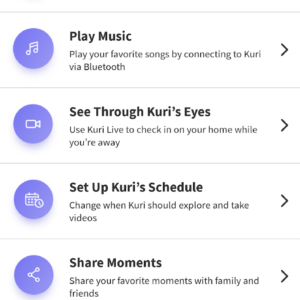 Play Music
Play your favorite songs by connecting to Kuri
via Bluetooth
See Through Kuri's Eyes
Use Kuri Live to check in on your home while
you're away
Set Up Kuri's Schedule
Change when Kuri should explore and take
videos
Share Moments
Share your favorite moments with family and
friends